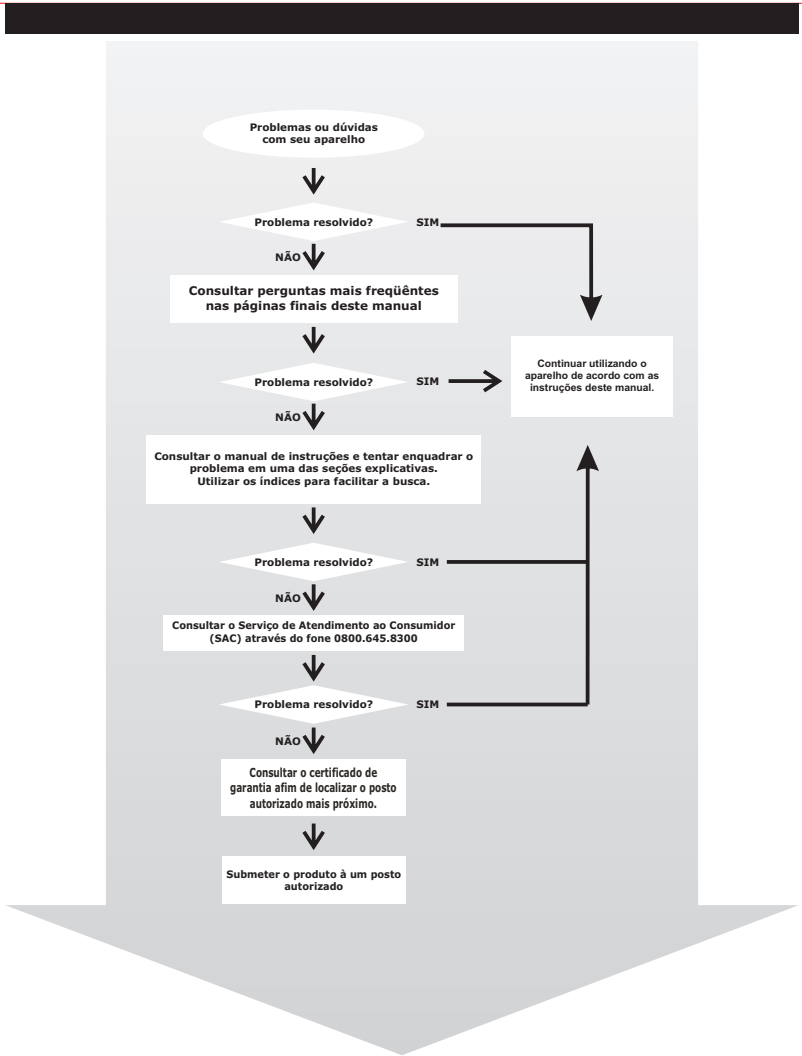 Problemas ou dúvidas
com seu aparelho
Problema resolvido?
SIM
NÃO
Consultar perguntas mais freqüêntes
nas páginas finais deste manual
Continuar utilizando o
aparelho de acordo com as
instruções deste manual.
Problema resolvido?
SIM
NÃO
Consultar o manual de instruções e tentar enquadrar o
problema em uma das seções explicativas.
Utilizar os índices para facilitar a busca.
Problema resolvido?
SIM
NÃO
Consultar o Serviço de Atendimento ao Consumidor
(SAC) através do fone 0800.645.8300
Problema resolvido?
SIM
NÃO
Consultar o certificado de
garantia afim de localizar o posto
autorizado mais próximo.
Submeter o produto à um posto
autorizado